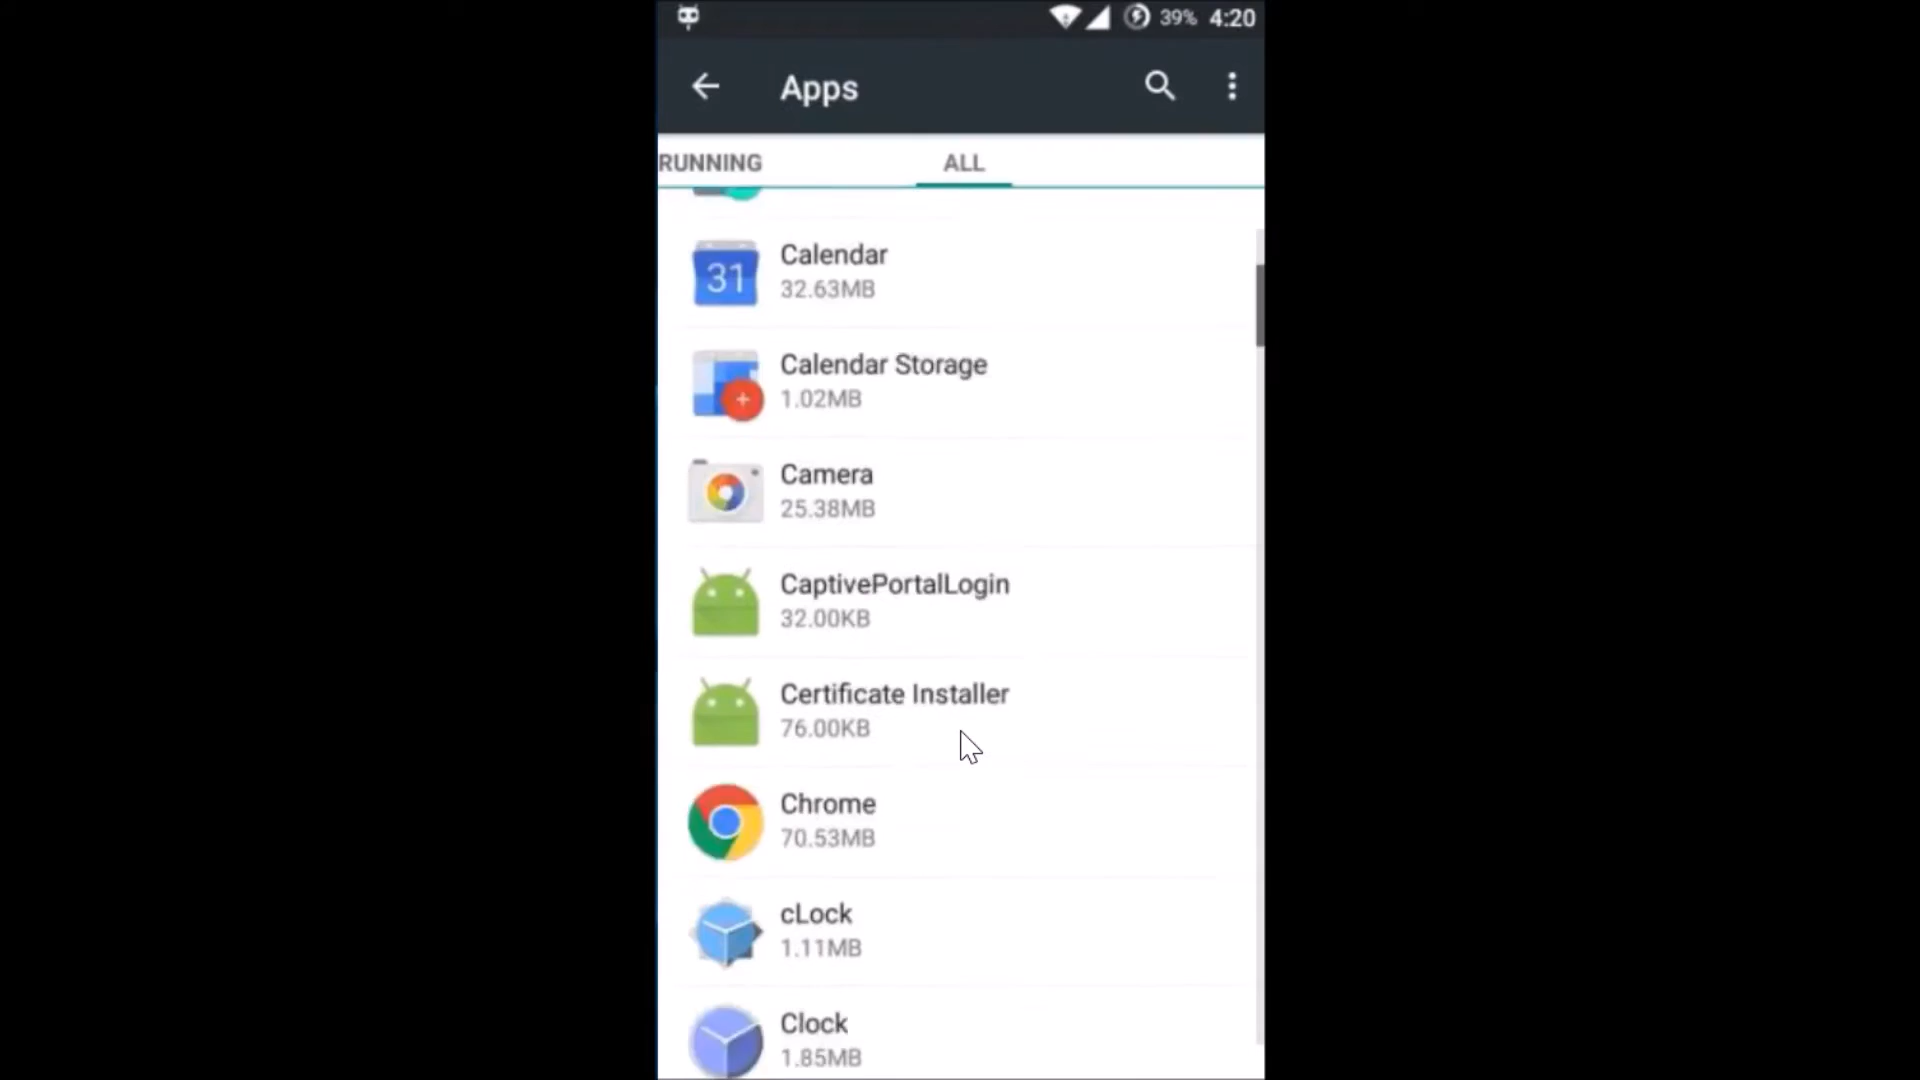 39% 4:20
Apps
RUNNING ALL
31
Calendar
32.63MB
Calendar Storage
1.02MB
Camera
25.38MB
CaptivePortalLogin
32.00KB
Certificate Installer
76.00KB
Chrome
70.53MB
cLock
1.11MB
Clock
1.85MB